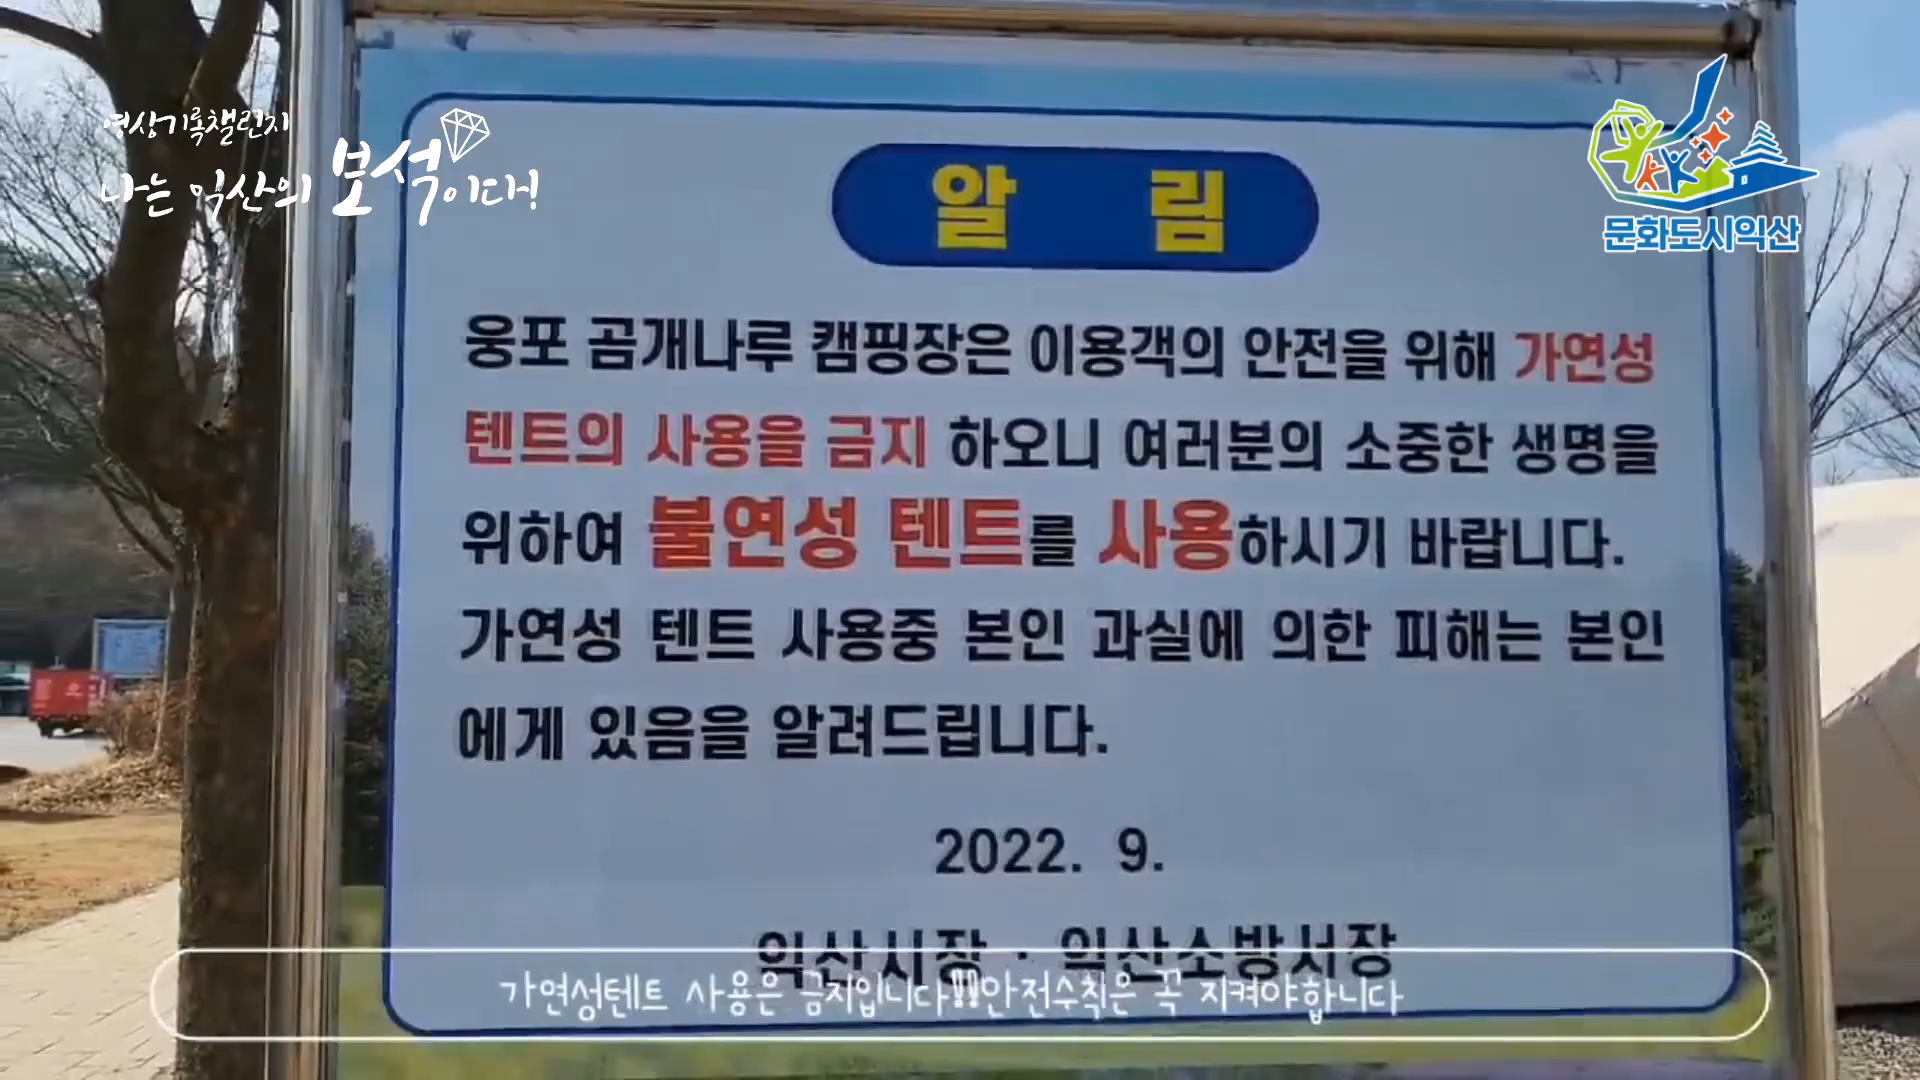 영상기록챌린지
나는 익산의 보석이다!
문화도시익산
알 림
웅포 곰개나루 캠핑장은 이용객의 안전을 위해 가연성
텐트의 사용을 금지 하오니 여러분의 소중한 생명을
위하여 불연성 텐트를 사용하시기 바랍니다.
가연성 텐트 사용중 본인 과실에 의한 피해는 본인
에게 있음을 알려드립니다.
2022. 9.
익산시장 · 익산소방서장
가연성텐트 사용은 금지입니다!!!안전수칙은 꼭 지켜야합니다